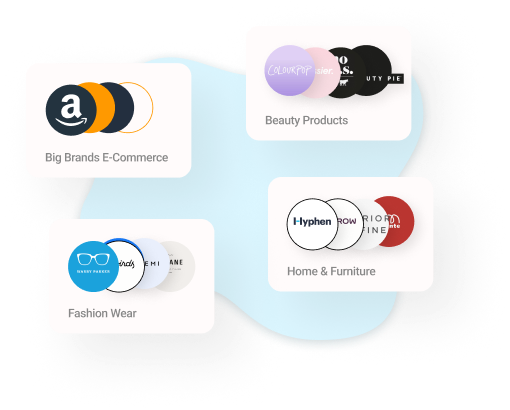 COLOURPOP
UTY PIE
Beauty Products
a
Big Brands E-Commerce
Hyphen
ROW
RIOR
FINE
Home & Furniture
WARBY PARKER
birds
EMI
ANE
Fashion Wear